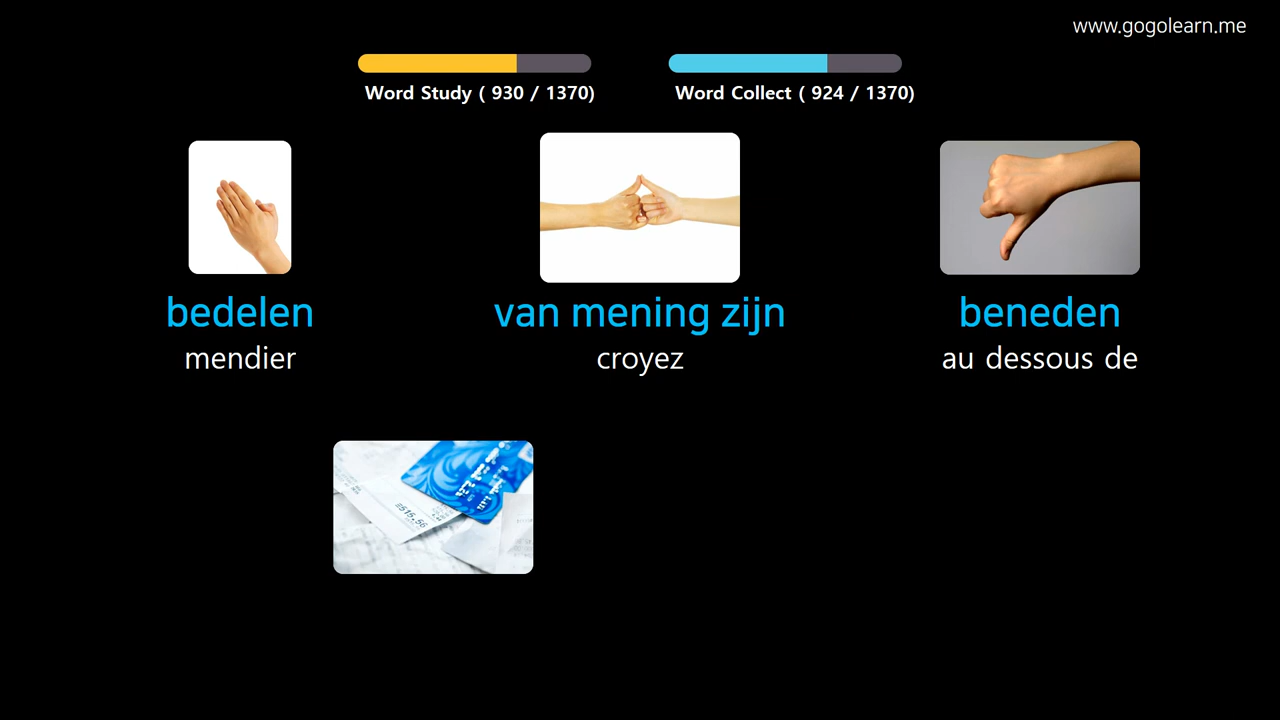 www.gogolearn.me
Word Study ( 930 / 1370)
Word Collect ( 924 / 1370)
bedelen
van mening zijn
beneden
mendier
croyez
au dessous de